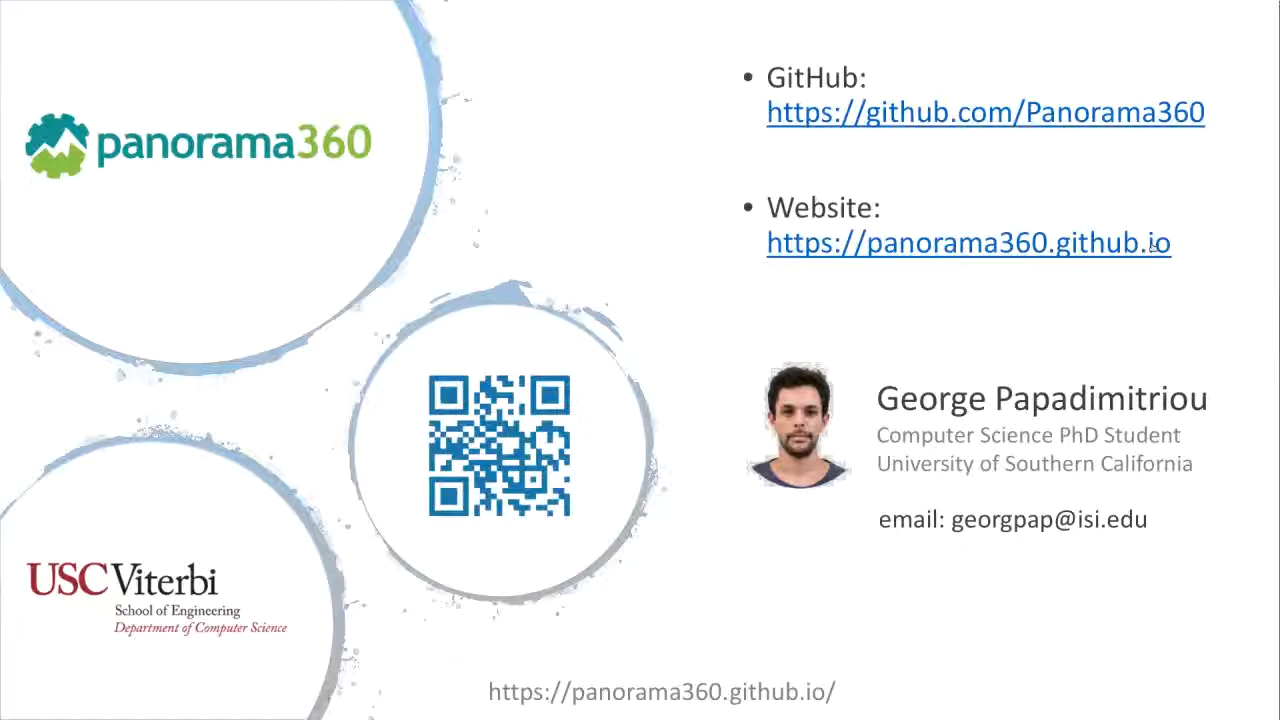 panorama360
• GitHub:
https://github.com/Panorama360
• Website:
https://panorama360.github.io
George Papadimitriou
Computer Science PhD Student
University of Southern California
email: georgpap@isi.edu
USC Viterbi
School of Engineering
Department of Computer Science
https://panorama360.github.io/